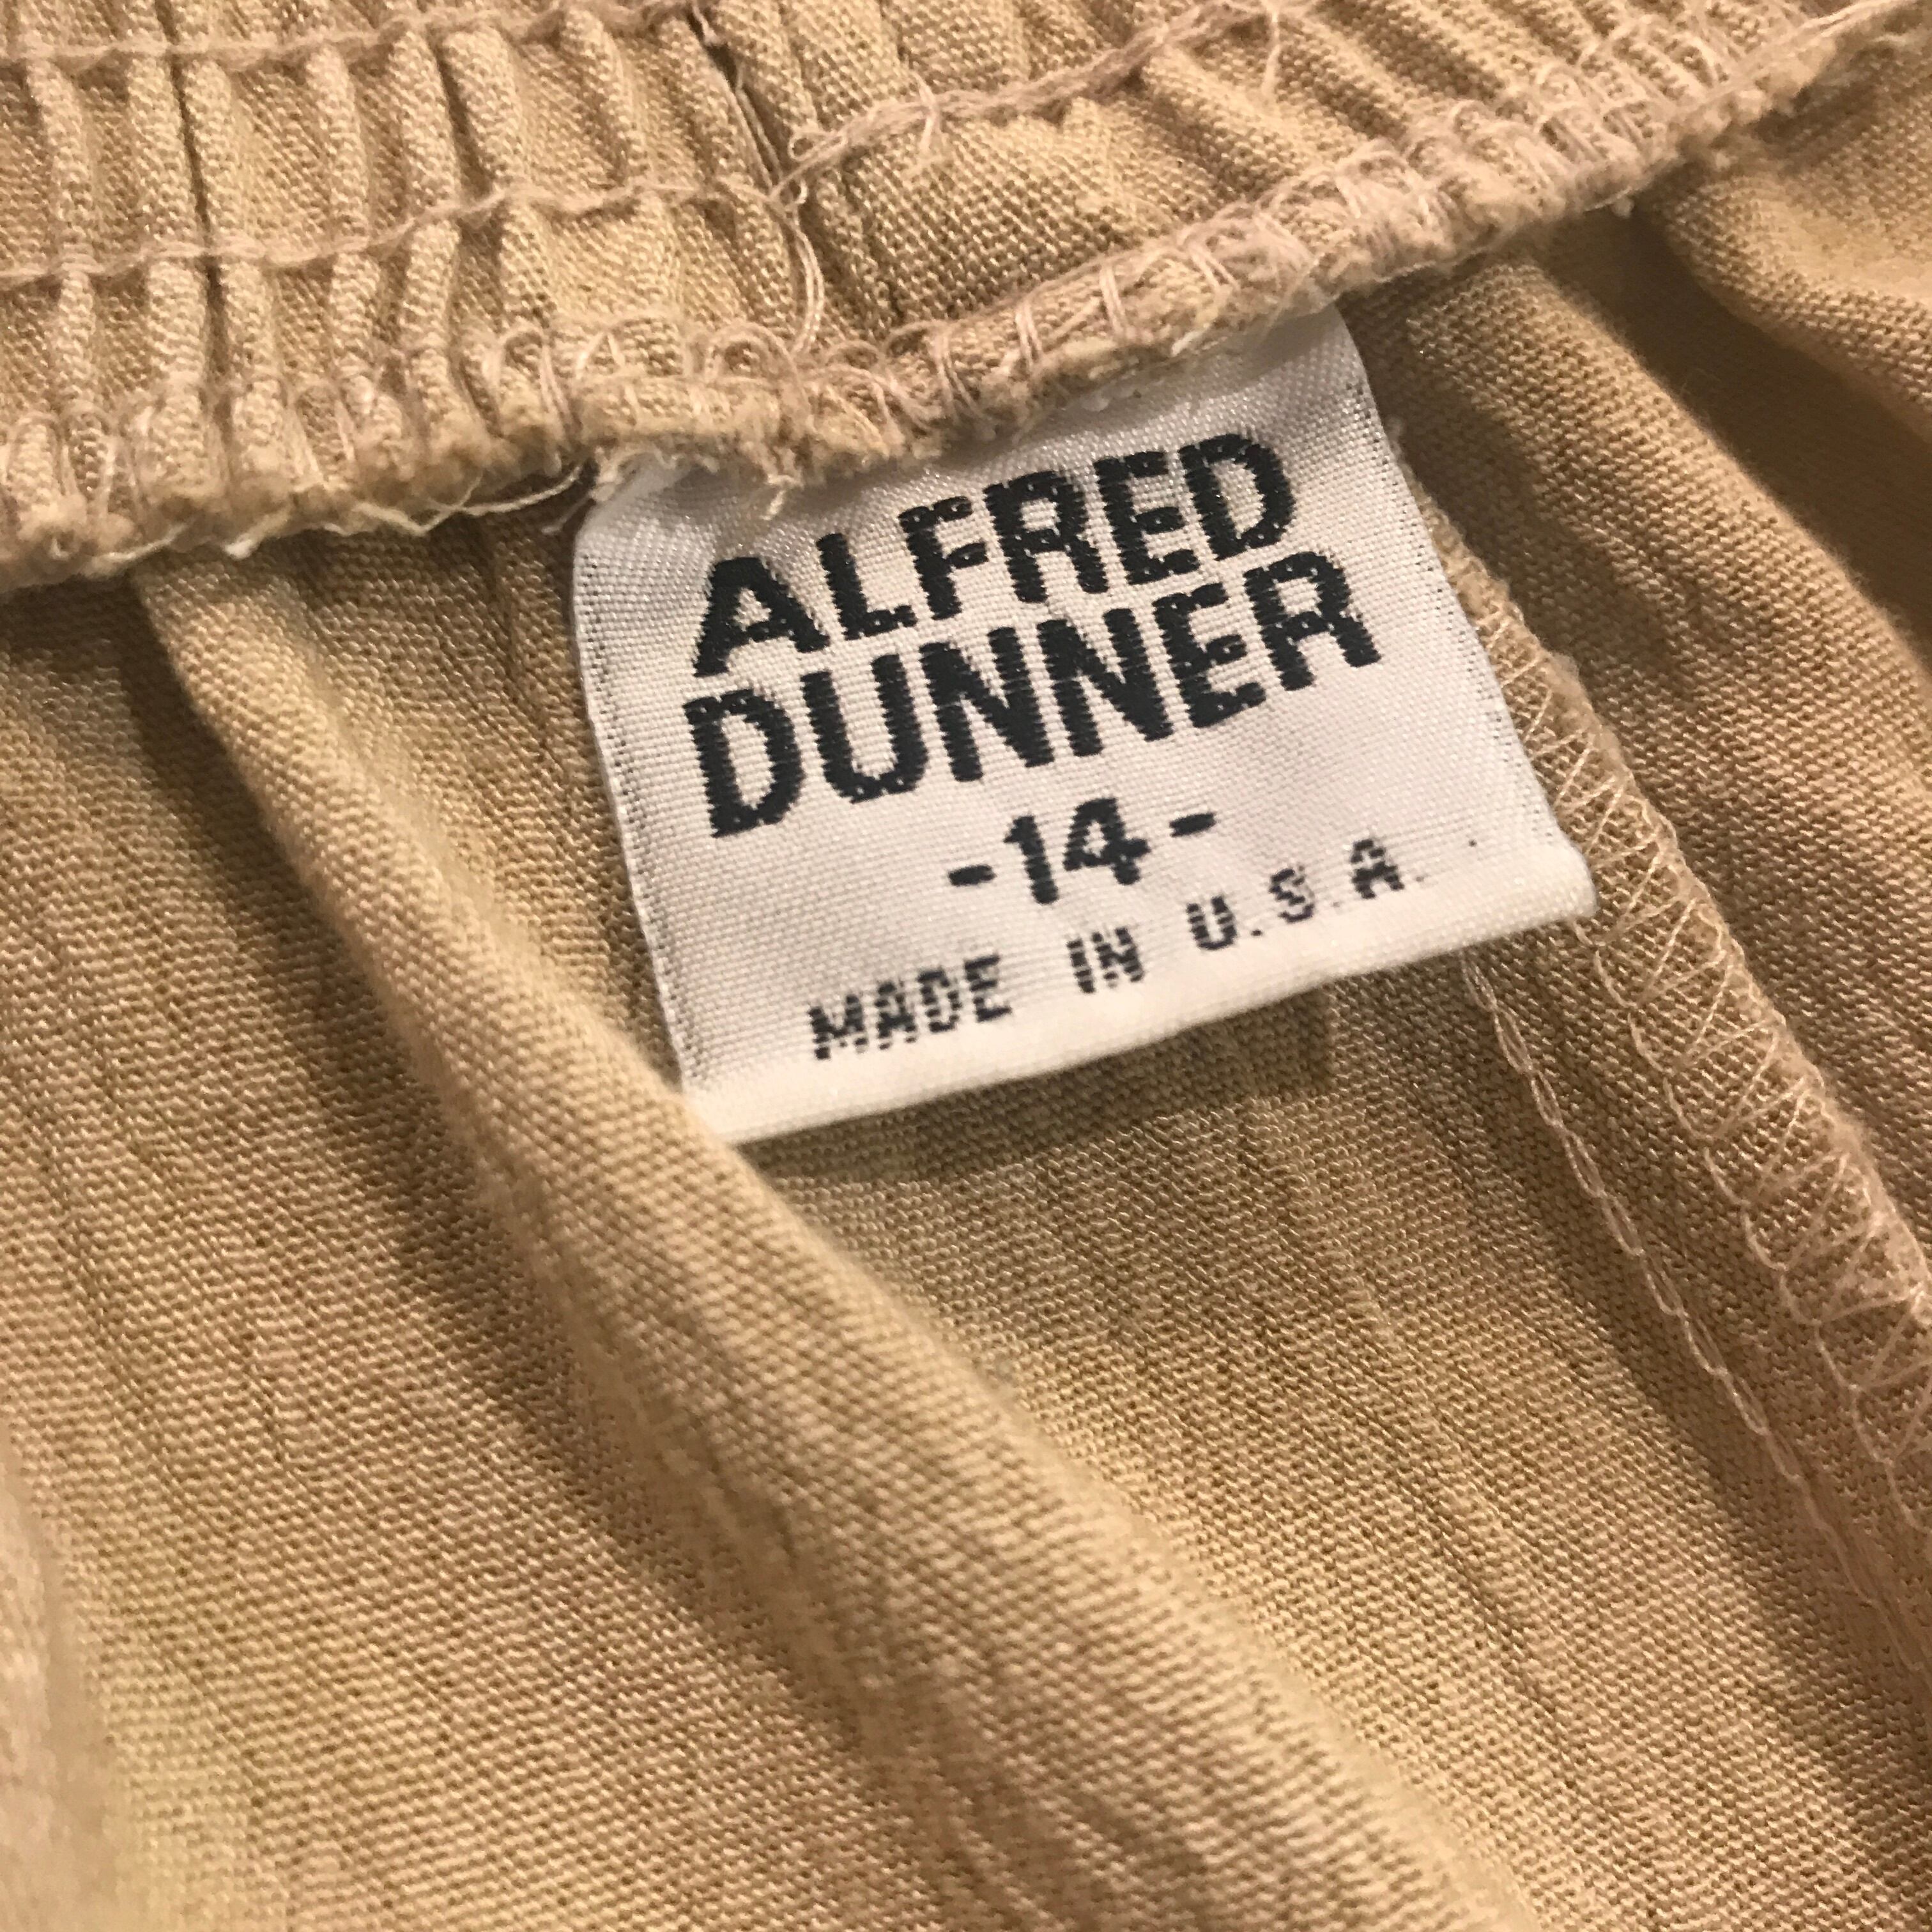 ALFRED
DUNNER
-14-
MADE IN U.S.A.